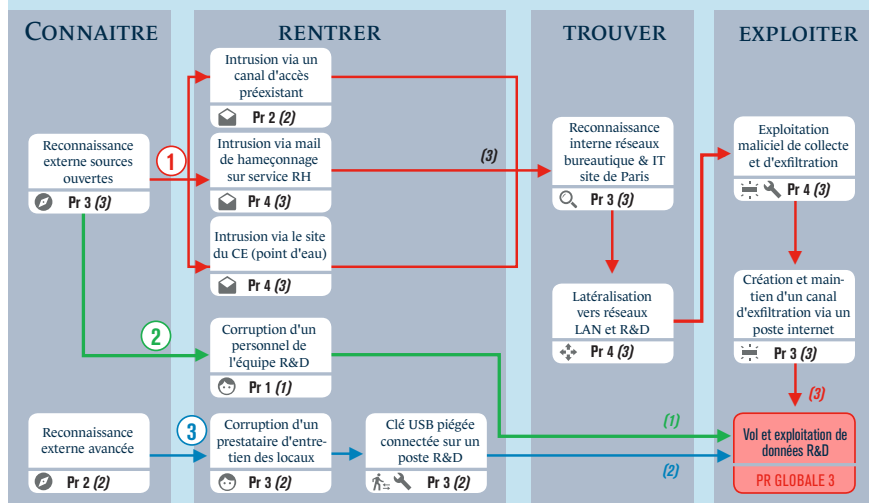 CONNAITRE
RENTRER
TROUVER
EXPLOITER
Intrusion via un
canal d'accès
préexistant
Pr 2 (2)
Reconnaissance
externe sources
ouvertes
Pr 3 (3)
1
Intrusion via mail
de hameçonnage
sur service RH
Pr 4 (3)
(3)
Intrusion via le site
du CE (point d'eau)
Pr 4 (3)
Reconnaissance
interne réseaux
bureautique & IT
site de Paris
Pr 3 (3)
Exploitation
maliciel de collecte
et d'exfiltration
Pr 4 (3)
Latéralisation
vers réseaux
LAN et R&D
Pr 4 (3)
Création et main-
tien d'un canal
d'exfiltration via un
poste internet
Pr 3 (3)
(3)
2
Corruption d'un
personnel de
l'équipe R&D
Pr 1 (1)
(1)
Reconnaissance
externe avancée
Pr 2 (2)
3
Corruption d'un
prestataire d'entre-
tien des locaux
Pr 3 (2)
Clé USB piégée
connectée sur un
poste R&D
Pr 3 (2)
(2)
Vol et exploitation de
données R&D
PR GLOBALE 3